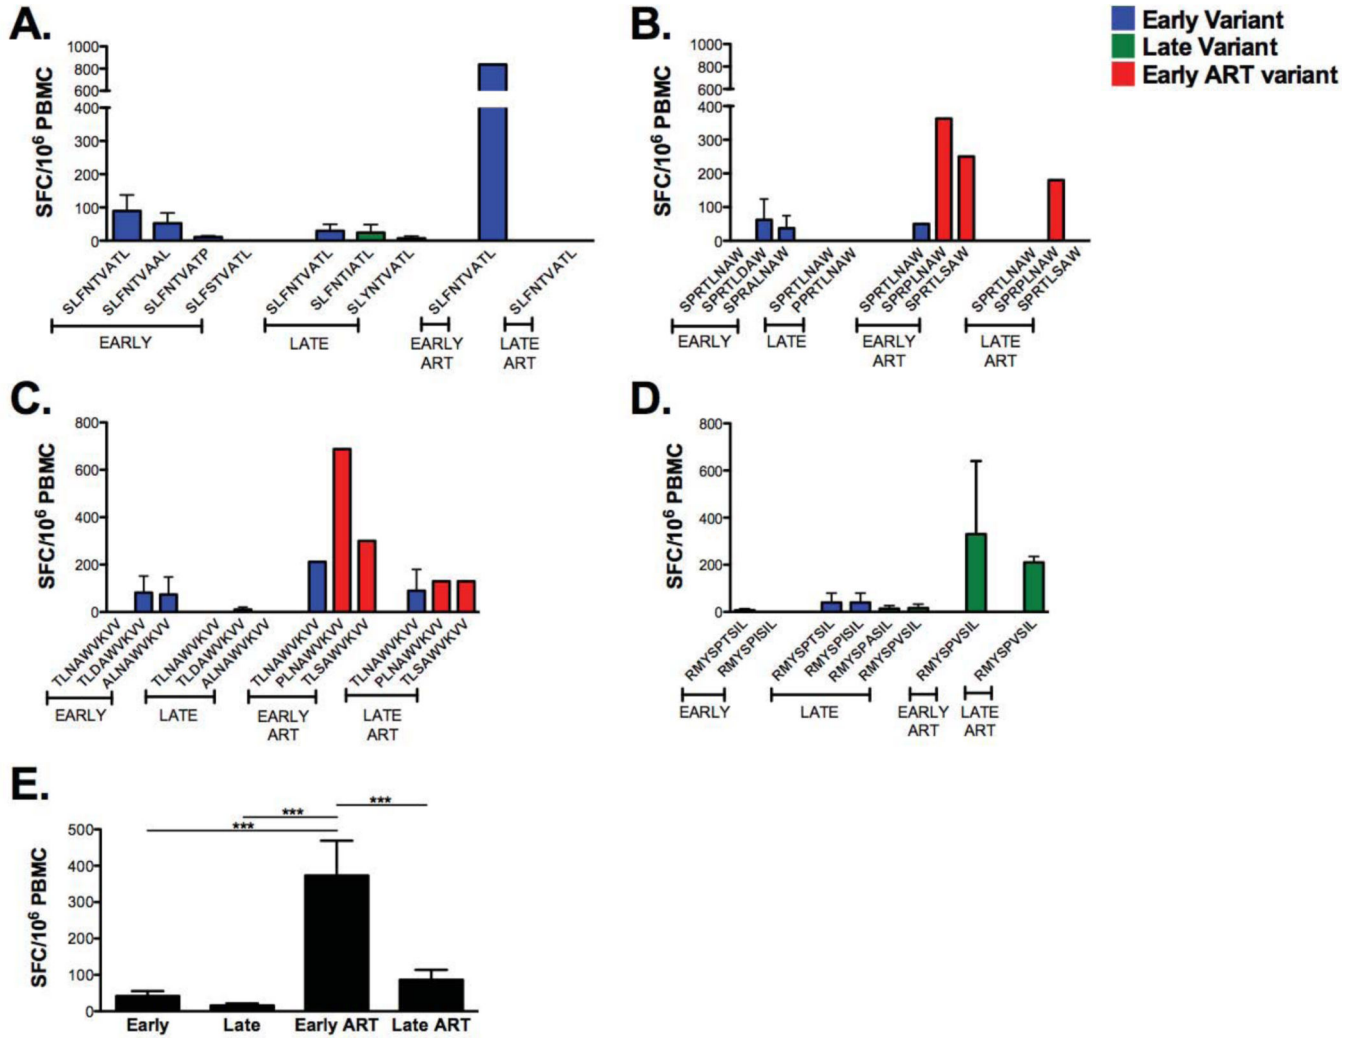 A.
SFC/10⁶ PBMC
1000
800
600
400
300
200
100
0
SLFNTVATL
SLFNTVAAL
SLFNTVATP
SLFSTVATL
SLFNTVATL
SLFNTIATL
SLYNTVATL
SLFNTVATL
SLFNTVATL
EARLY
LATE
EARLY
ART
LATE
ART
B.
SFC/10⁶ PBMC
1000
800
600
400
300
200
100
0
SPRTLNAW
SPRTLDAW
SPRALNAW
SPRTLNAW
PPRTLNAW
SPRTLNAW
SPRPLNAW
SPRTLSAW
SPRTLNAW
SPRPLNAW
SPRTLSAW
EARLY
LATE
EARLY
ART
LATE
ART
Early Variant
Late Variant
Early ART variant
C.
SFC/10⁶ PBMC
800
600
400
200
0
TLNAWVKVV
TLDAWVKVV
ALNAWVKVV
TLNAWVKVV
TLDAWVKVV
ALNAWVKVV
TLNAWVKVV
PLNAWVKVV
TLSAWVKVV
TLNAWVKVV
PLNAWVKVV
TLSAWVKVV
EARLY
LATE
EARLY
ART
LATE
ART
D.
SFC/10⁶ PBMC
800
600
400
200
0
RMYSPTSIL
RMYSPISIL
RMYSPTSIL
RMYSPISIL
RMYSPASIL
RMYSPVSIL
RMYSPVSIL
RMYSPVSIL
EARLY
LATE
EARLY
ART
LATE
ART
E.
SFC/10⁶ PBMC
500
400
300
200
100
0
***
***
***
Early
Late
Early ART
Late ART